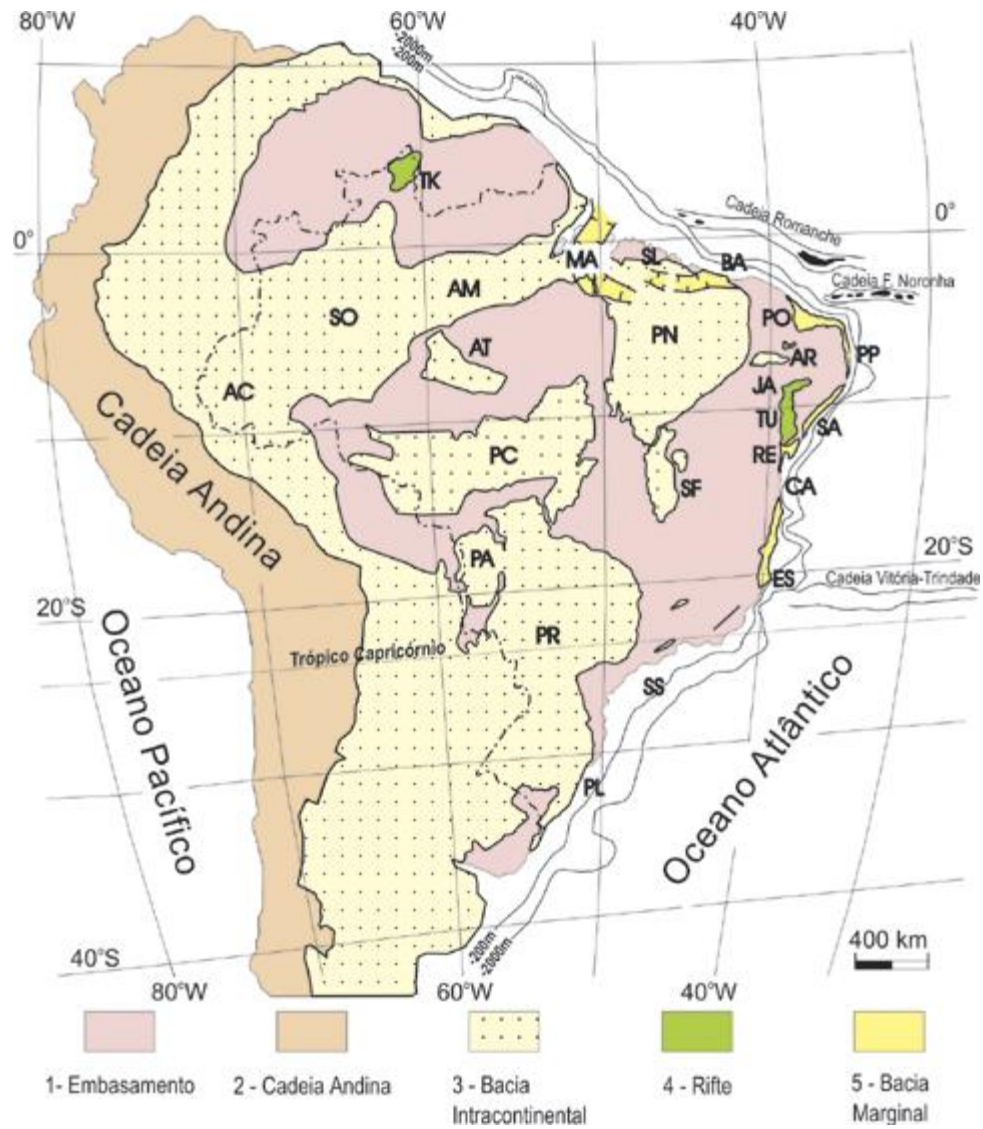 80°W
60°W
40°W
-2000m
-200m
TK
Cadeia Romanche
0°
0°
MA
SL
BA
Cadeia F. Noronha
AM
SO
PN
PO
AT
AR
PP
AC
JA
TU
SA
Cadeia Andina
PC
RE
SF
CA
PA
20°S
ES
Cadeia Vitória-Trindade
20°S
PR
Trópico Capricórnio
SS
Oceano Pacífico
PL
Oceano Atlântico
-200m
-2000m
400 km
40°S
80°W
60°W
40°W
1- Embasamento
2 - Cadeia Andina
3 - Bacia
Intracontinental
4 - Rifte
5 - Bacia
Marginal